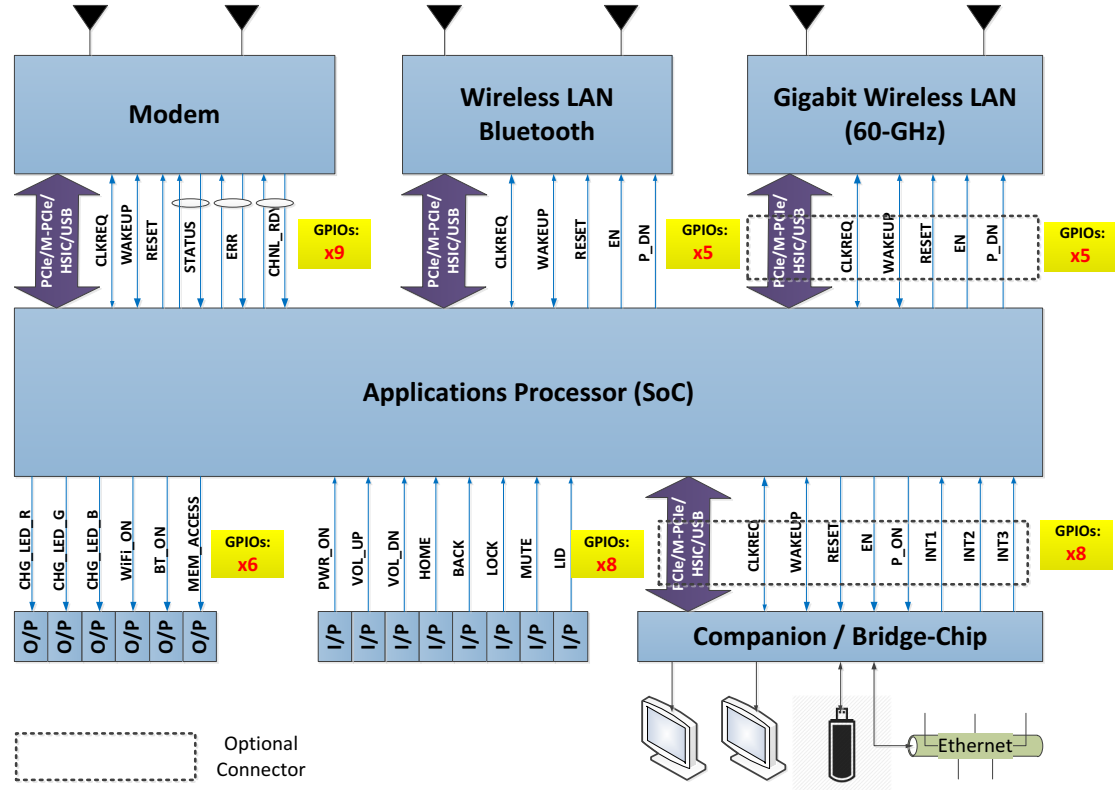 Modem
Wireless LAN
Bluetooth
Gigabit Wireless LAN
(60-GHz)
PCIe/M-PCIe/
HSIC/USB
CLKREQ
WAKEUP
RESET
STATUS
ERR
CHNL_RDY
GPIOs:
x9
PCIe/M-PCIe/
HSIC/USB
CLKREQ
WAKEUP
RESET
EN
P_DN
GPIOs:
x5
PCIe/M-PCIe/
HSIC/USB
CLKREQ
WAKEUP
RESET
EN
P_DN
GPIOs:
x5
Applications Processor (SoC)
CHG_LED_R
CHG_LED_G
CHG_LED_B
WiFi_ON
BT_ON
MEM_ACCESS
GPIOs:
x6
PWR_ON
VOL_UP
VOL_DN
HOME
BACK
LOCK
MUTE
LID
GPIOs:
x8
PCIe/M-PCIe/
HSIC/USB
CLKREQ
WAKEUP
RESET
EN
P_ON
INT1
INT2
INT3
GPIOs:
x8
O/P
O/P
O/P
O/P
O/P
O/P
I/P
I/P
I/P
I/P
I/P
I/P
I/P
I/P
Companion / Bridge-Chip
Optional
Connector
Ethernet